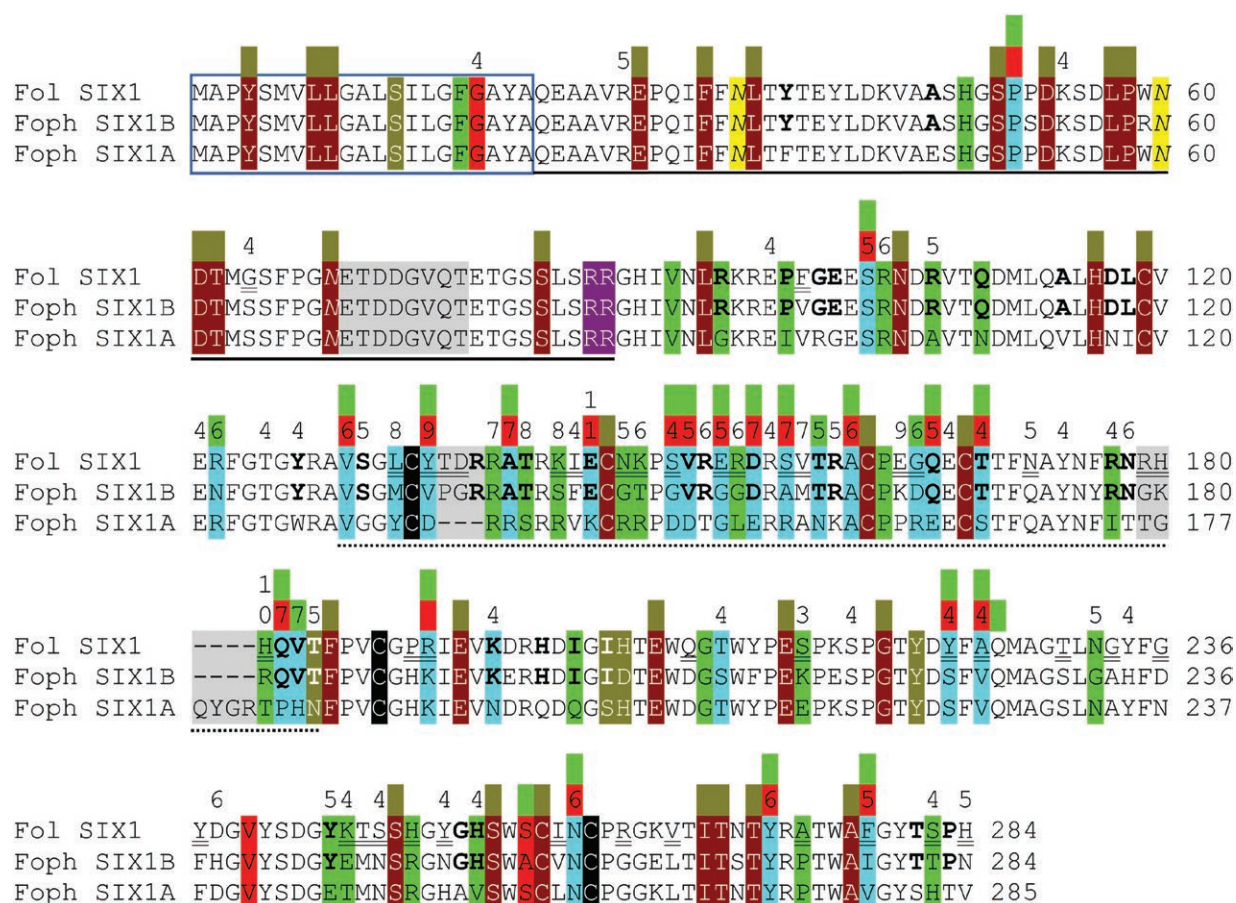 4 5 4
Fol SIX1 MAPYSMVLLGALSILGFGAYAQEAAVREPQIFFNLTYTEYLDKVAASHGSPPDKSDLPWN 60
Foph SIX1B MAPYSMVLLGALSILGFGAYAQEAAVREPQIFFNLTYTEYLDKVAASHGSPSDKSDLPRN 60
Foph SIX1A MAPYSMVLLGALSILGFGAYAQEAAVREPQIFFNLTFTEYLDKVAESHGSPPDKSDLPWN 60
4 4 5 6 5
Fol SIX1 DTMGSFPGNETDDGVQTETGSSLSRRGHIVNLRKREPFGEESRNDRVTQDMLQALHDLCV 120
Foph SIX1B DTMSSFPGNETDDGVQTETGSSLSRRGHIVNLRKREPVGEESRNDRVTQDMLQALHDLCV 120
Foph SIX1A DTMSSFPGNETDDGVQTETGSSLSRRGHIVNLGKREIVRGESRNDAVTNDMLQVLHNICV 120
1
46 4 4 65 8 9 778 84 1 56 456567477556 965 4 5 46
Fol SIX1 ERFGTGYRAVSGLCYTDRRATRKIECNKPSVRERDRSVTRACPEGQECTTFNAYNFRNRH 180
Foph SIX1B ENFGTGYRAVSGMCVPGRRATRSFECGTPGVRGGDRAMTRACPKDQECTTFQAYNYRNGK 180
Foph SIX1A ERFGTGWRAVGGYCD---RRSRRVKCRRPDDTGLERRANKACPPREECSTFQAYNFITTG 177
1
0775 4 4 3 4 4 4 5 4
Fol SIX1 ----HQVTFPVCGPRIEVKDRHDIGIHTEWQGTWYPESPKSPGTYDYFAQMAGTLNGYFG 236
Foph SIX1B ----RQVTFPVCGHKIEVKERHDIGIDTEWDGSWFPEKPESPGTYDSFVQMAGSLGAHFD 236
Foph SIX1A QYGRTPHNFPVCGHKIEVNDRQDQGSHTEWDGTWYPEEPKSPGTYDSFVQMAGSLNAYFN 237
6 54 4 4 4 6 6 5 4 5
Fol SIX1 YDGVYSDGYKTSSHGYGHSWSCINCPRGKVTITNTYRATWAFGYTSPH 284
Foph SIX1B FHGVYSDGYEMNSRGNGHSWACVNCPGGELTITSTYRPTWAIGYTTPN 284
Foph SIX1A FDGVYSDGETMNSRGHAVSWSCLNCPGGKLTITNTYRPTWAVGYSHTV 285